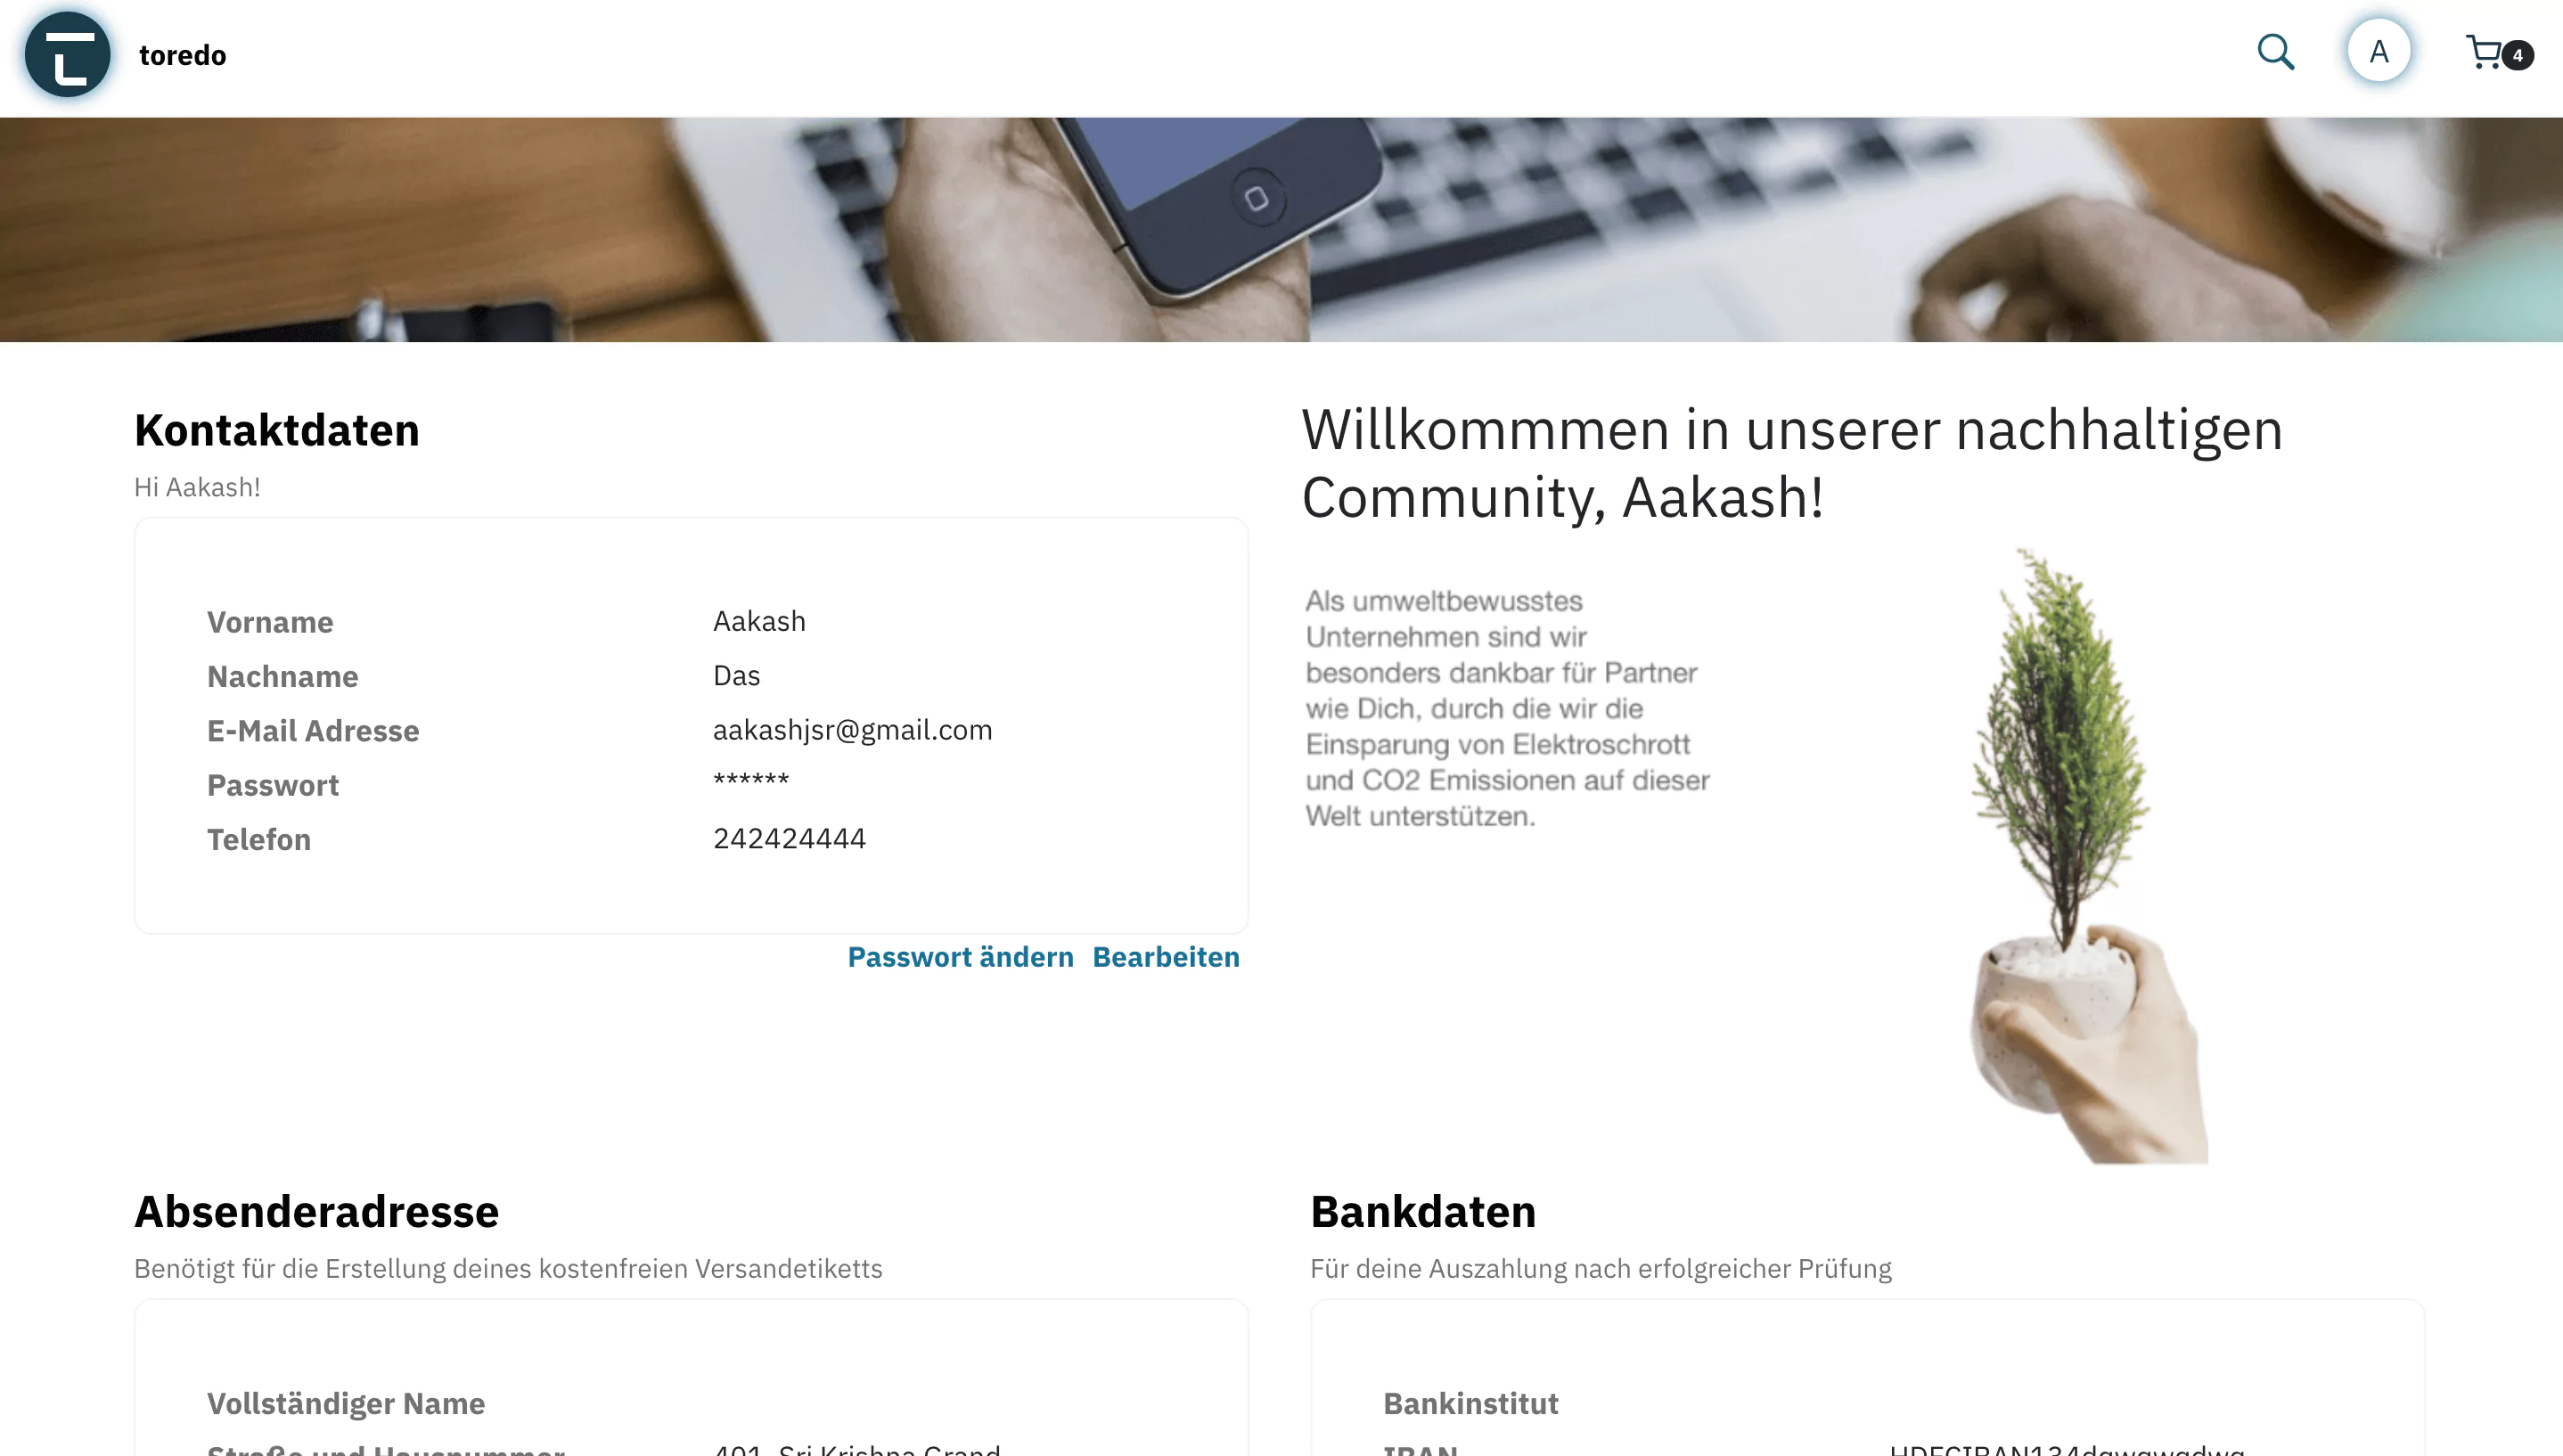 toredo
A
4
Kontaktdaten
Hi Aakash!
Vorname Aakash
Nachname Das
E-Mail Adresse aakashjsr@gmail.com
Passwort ******
Telefon 242424444
Passwort ändern Bearbeiten
Willkommmen in unserer nachhaltigen
Community, Aakash!
Als umweltbewusstes
Unternehmen sind wir
besonders dankbar für Partner
wie Dich, durch die wir die
Einsparung von Elektroschrott
und CO2 Emissionen auf dieser
Welt unterstützen.
Absenderadresse
Benötigt für die Erstellung deines kostenfreien Versandetiketts
Vollständiger Name
Straße und Hausnummer 401, Sri Krishna Grand
Bankdaten
Für deine Auszahlung nach erfolgreicher Prüfung
Bankinstitut
IBAN